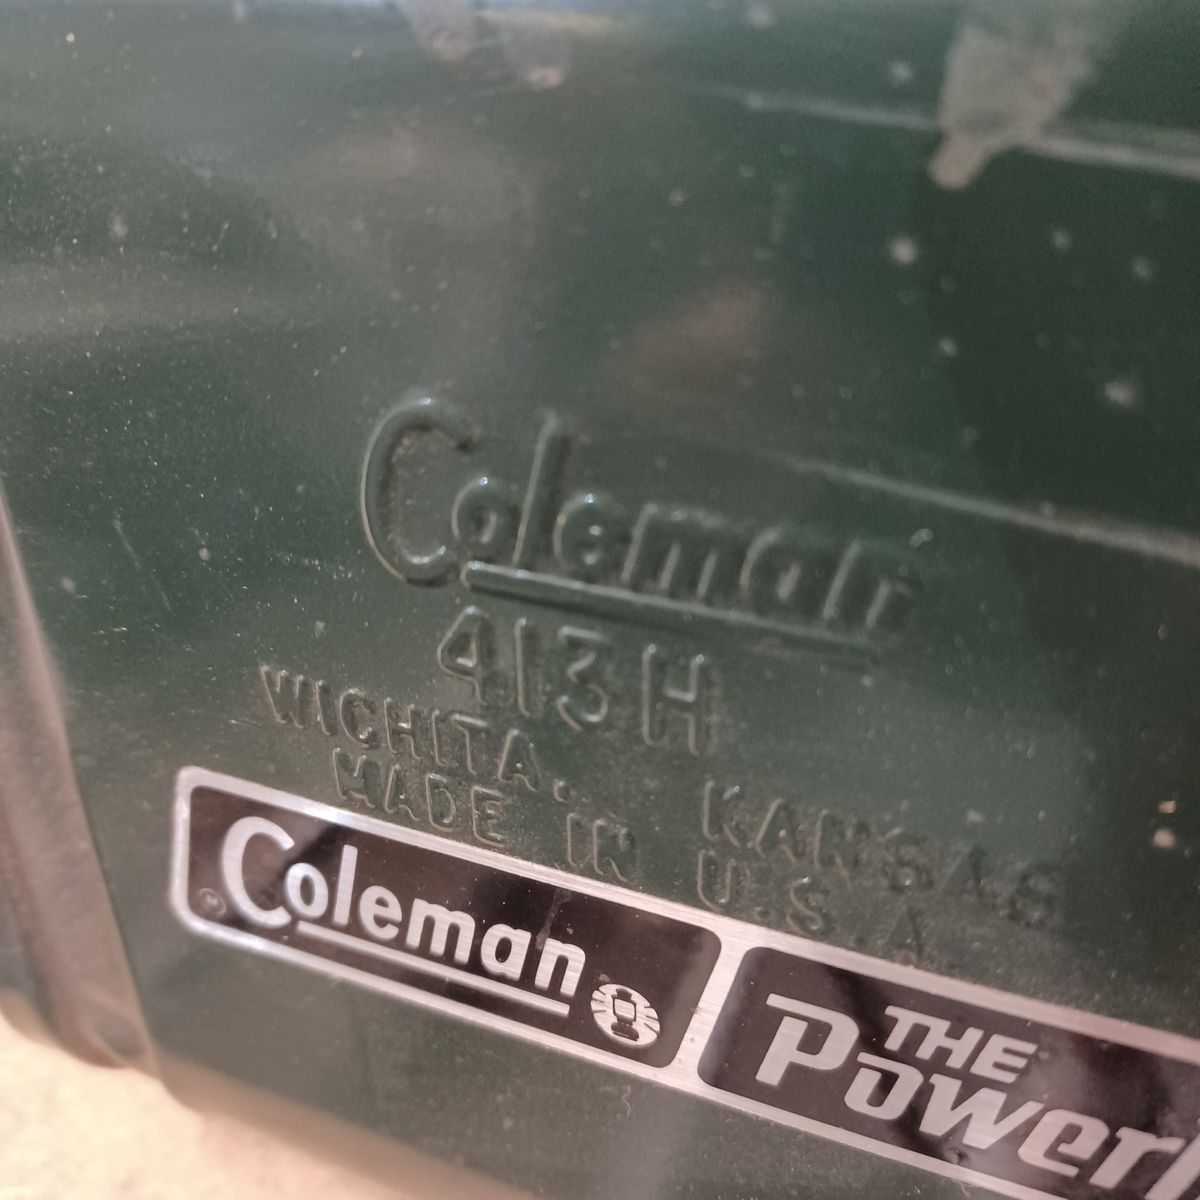 Coleman
413H
WICHITA, KANSAS
MADE IN U.S.A
Coleman
THE
Power